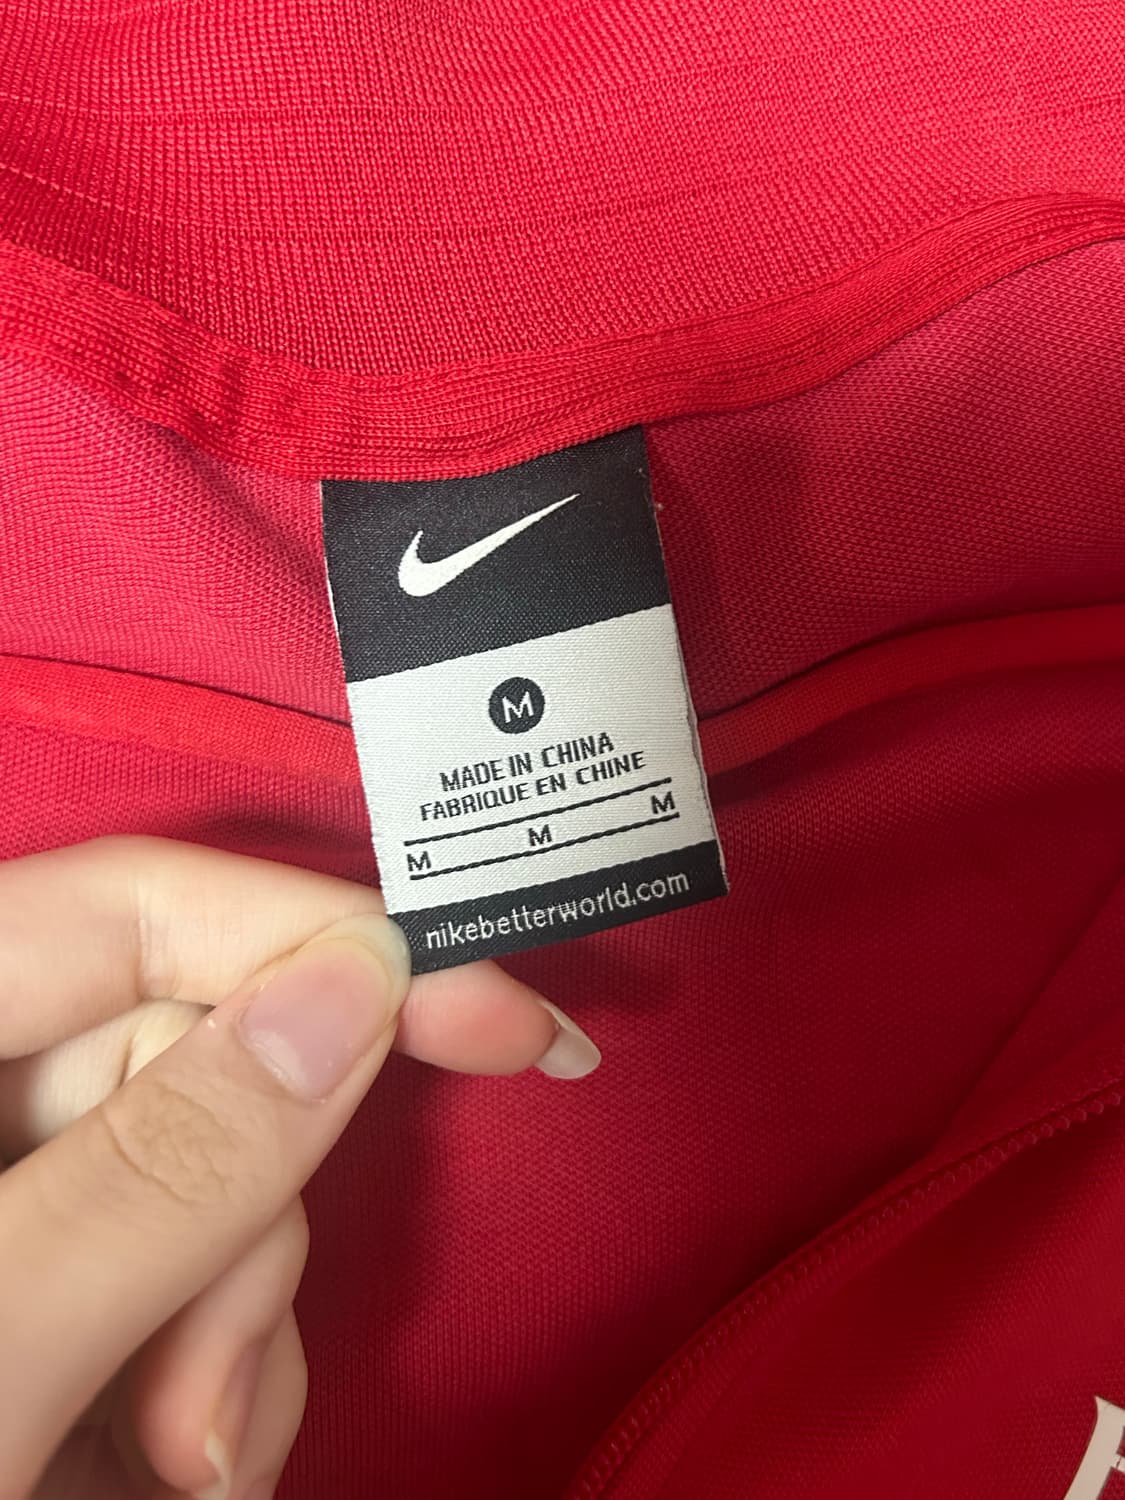 M
MADE IN CHINA
FABRIQUE EN CHINE
M M M
nikebetterworld.com